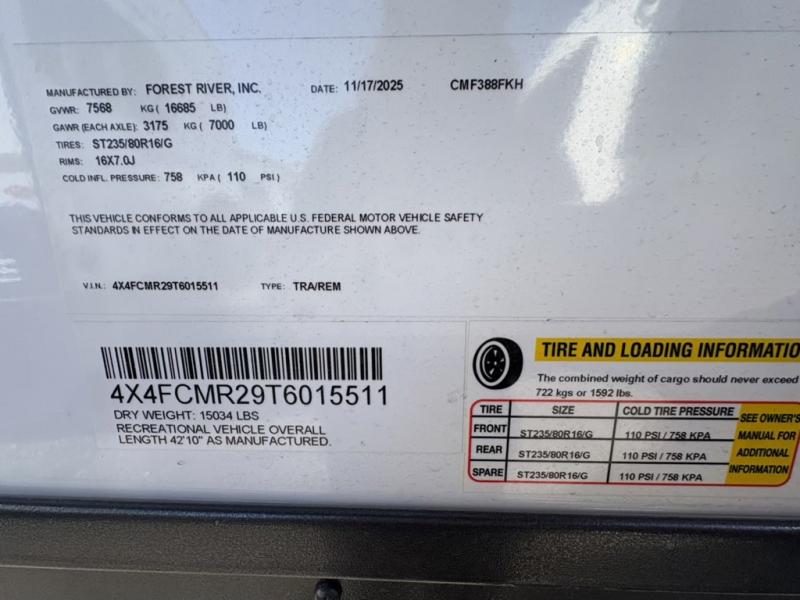 MANUFACTURED BY: FOREST RIVER, INC. DATE: 11/17/2025 CMF388FKH
GVWR: 7568 KG ( 16685 LB)
GAWR (EACH AXLE): 3175 KG ( 7000 LB)
TIRES: ST235/80R16/G
RIMS: 16X7.0J
COLD INFL. PRESSURE: 758 KPA ( 110 PSI.)
THIS VEHICLE CONFORMS TO ALL APPLICABLE U.S. FEDERAL MOTOR VEHICLE SAFETY
STANDARDS IN EFFECT ON THE DATE OF MANUFACTURE SHOWN ABOVE.
V.I.N.: 4X4FCMR29T6015511 TYPE: TRA/REM
4X4FCMR29T6015511
DRY WEIGHT: 15034 LBS
RECREATIONAL VEHICLE OVERALL
LENGTH 42'10" AS MANUFACTURED.
TIRE AND LOADING INFORMATIO
The combined weight of cargo should never exceed
722 kgs or 1592 lbs.
TIRE SIZE COLD TIRE PRESSURE
FRONT ST235/80R16/G 110 PSI / 758 KPA
REAR ST235/80R16/G 110 PSI / 758 KPA
SPARE ST235/80R16/G 110 PSI / 758 KPA
SEE OWNER'S
MANUAL FOR
ADDITIONAL
INFORMATION